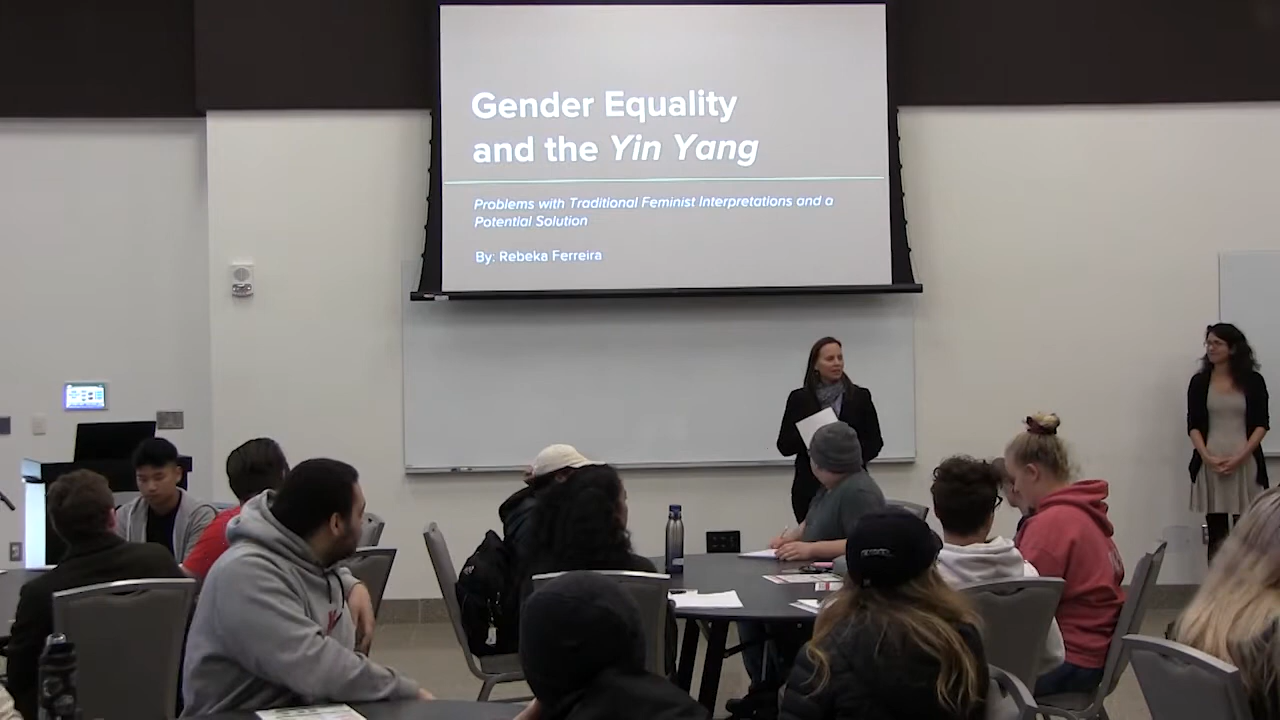 Gender Equality
and the Yin Yang
Problems with Traditional Feminist Interpretations and a
Potential Solution
By: Rebeka Ferreira